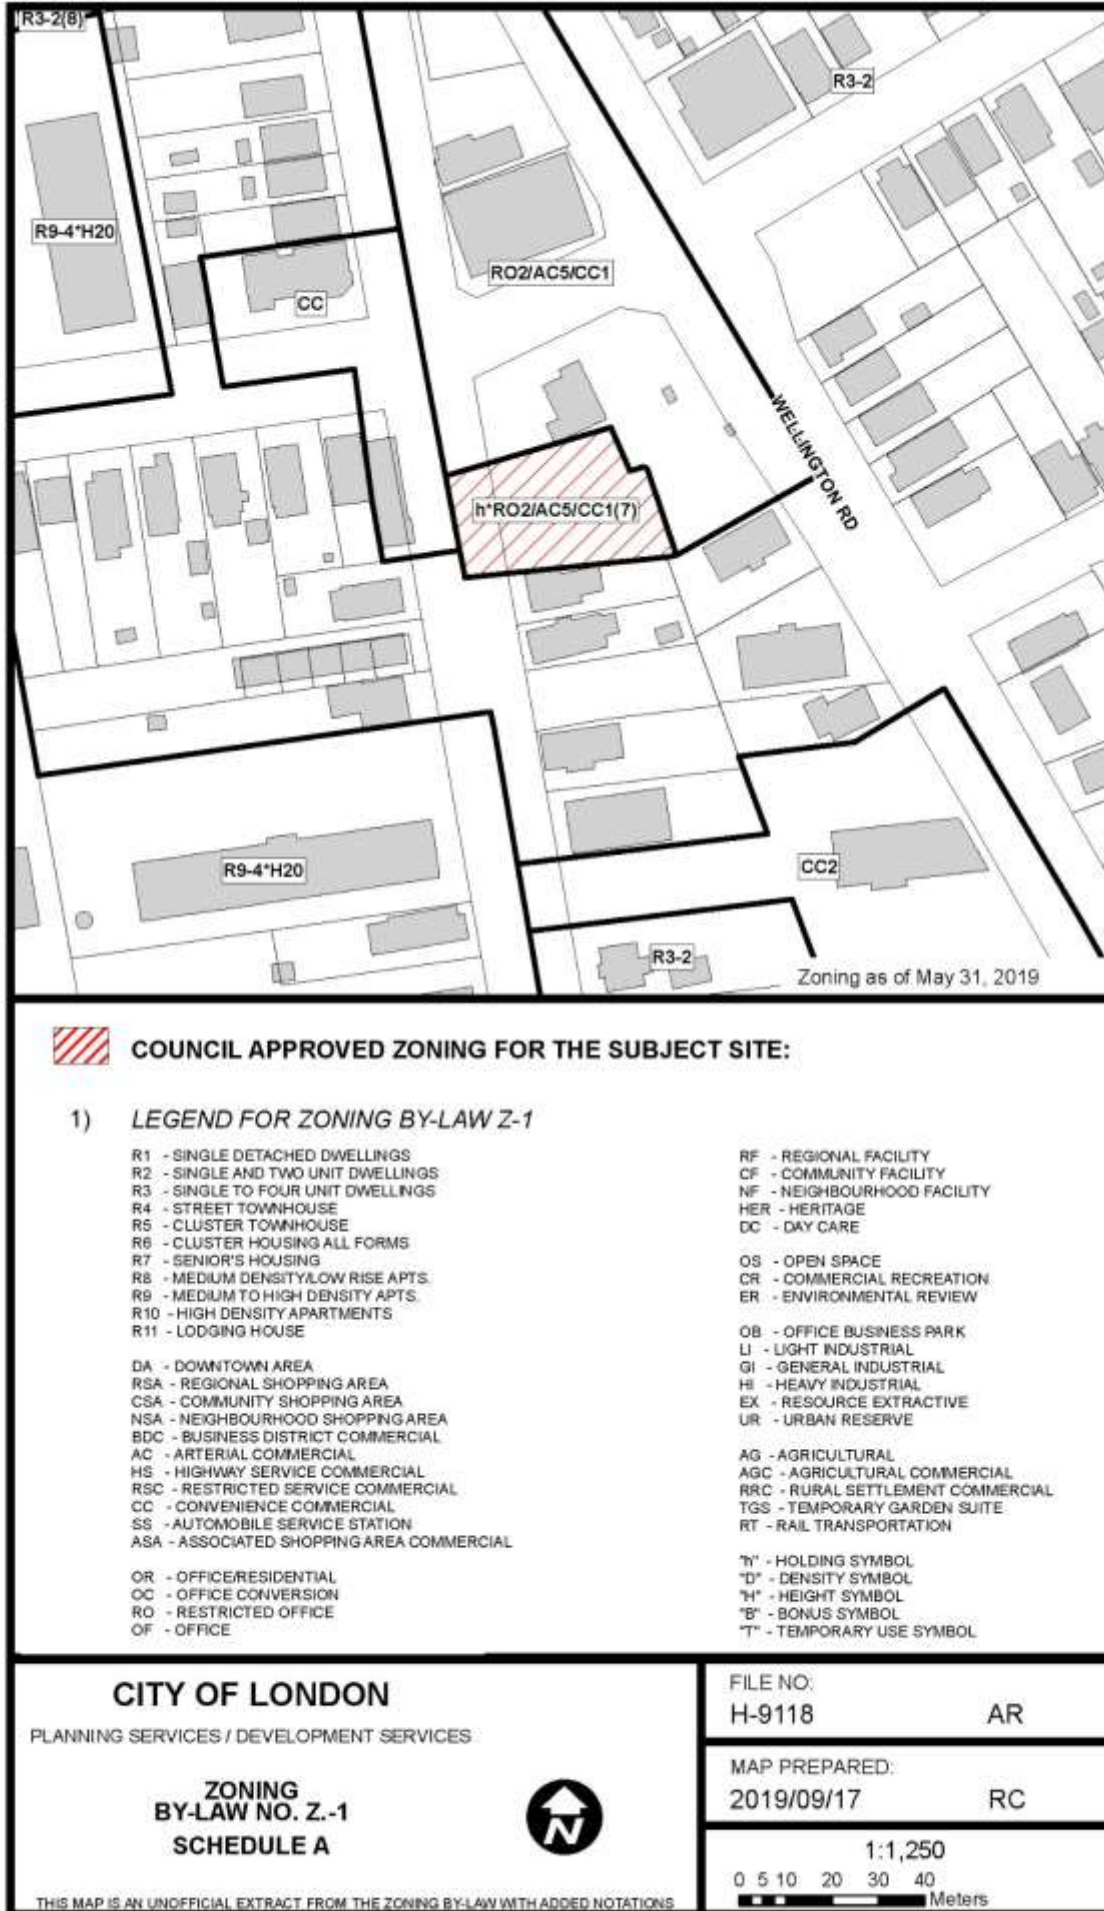 R3-2(8)
R3-2
R9-4*H20
RO2/AC5/CC1
CC
WELLINGTON RD
h*RO2/AC5/CC1(7)
R9-4*H20
CC2
R3-2
Zoning as of May 31, 2019
COUNCIL APPROVED ZONING FOR THE SUBJECT SITE:
1) LEGEND FOR ZONING BY-LAW Z-1
R1 - SINGLE DETACHED DWELLINGS
R2 - SINGLE AND TWO UNIT DWELLINGS
R3 - SINGLE TO FOUR UNIT DWELLINGS
R4 - STREET TOWNHOUSE
R5 - CLUSTER TOWNHOUSE
R6 - CLUSTER HOUSING ALL FORMS
R7 - SENIOR'S HOUSING
R8 - MEDIUM DENSITY/LOW RISE APTS.
R9 - MEDIUM TO HIGH DENSITY APTS.
R10 - HIGH DENSITY APARTMENTS
R11 - LODGING HOUSE
DA - DOWNTOWN AREA
RSA - REGIONAL SHOPPING AREA
CSA - COMMUNITY SHOPPING AREA
NSA - NEIGHBOURHOOD SHOPPING AREA
BDC - BUSINESS DISTRICT COMMERCIAL
AC - ARTERIAL COMMERCIAL
HS - HIGHWAY SERVICE COMMERCIAL
RSC - RESTRICTED SERVICE COMMERCIAL
CC - CONVENIENCE COMMERCIAL
SS - AUTOMOBILE SERVICE STATION
ASA - ASSOCIATED SHOPPING AREA COMMERCIAL
OR - OFFICE/RESIDENTIAL
OC - OFFICE CONVERSION
RO - RESTRICTED OFFICE
OF - OFFICE
RF - REGIONAL FACILITY
CF - COMMUNITY FACILITY
NF - NEIGHBOURHOOD FACILITY
HER - HERITAGE
DC - DAY CARE
OS - OPEN SPACE
CR - COMMERCIAL RECREATION
ER - ENVIRONMENTAL REVIEW
OB - OFFICE BUSINESS PARK
LI - LIGHT INDUSTRIAL
GI - GENERAL INDUSTRIAL
HI - HEAVY INDUSTRIAL
EX - RESOURCE EXTRACTIVE
UR - URBAN RESERVE
AG - AGRICULTURAL
AGC - AGRICULTURAL COMMERCIAL
RRC - RURAL SETTLEMENT COMMERCIAL
TGS - TEMPORARY GARDEN SUITE
RT - RAIL TRANSPORTATION
"h" - HOLDING SYMBOL
"D" - DENSITY SYMBOL
"H" - HEIGHT SYMBOL
"B" - BONUS SYMBOL
"T" - TEMPORARY USE SYMBOL
CITY OF LONDON
PLANNING SERVICES / DEVELOPMENT SERVICES
ZONING
BY-LAW NO. Z.-1
SCHEDULE A
N
THIS MAP IS AN UNOFFICIAL EXTRACT FROM THE ZONING BY-LAW WITH ADDED NOTATIONS
FILE NO:
H-9118 AR
MAP PREPARED:
2019/09/17 RC
1:1,250
0 5 10 20 30 40
Meters